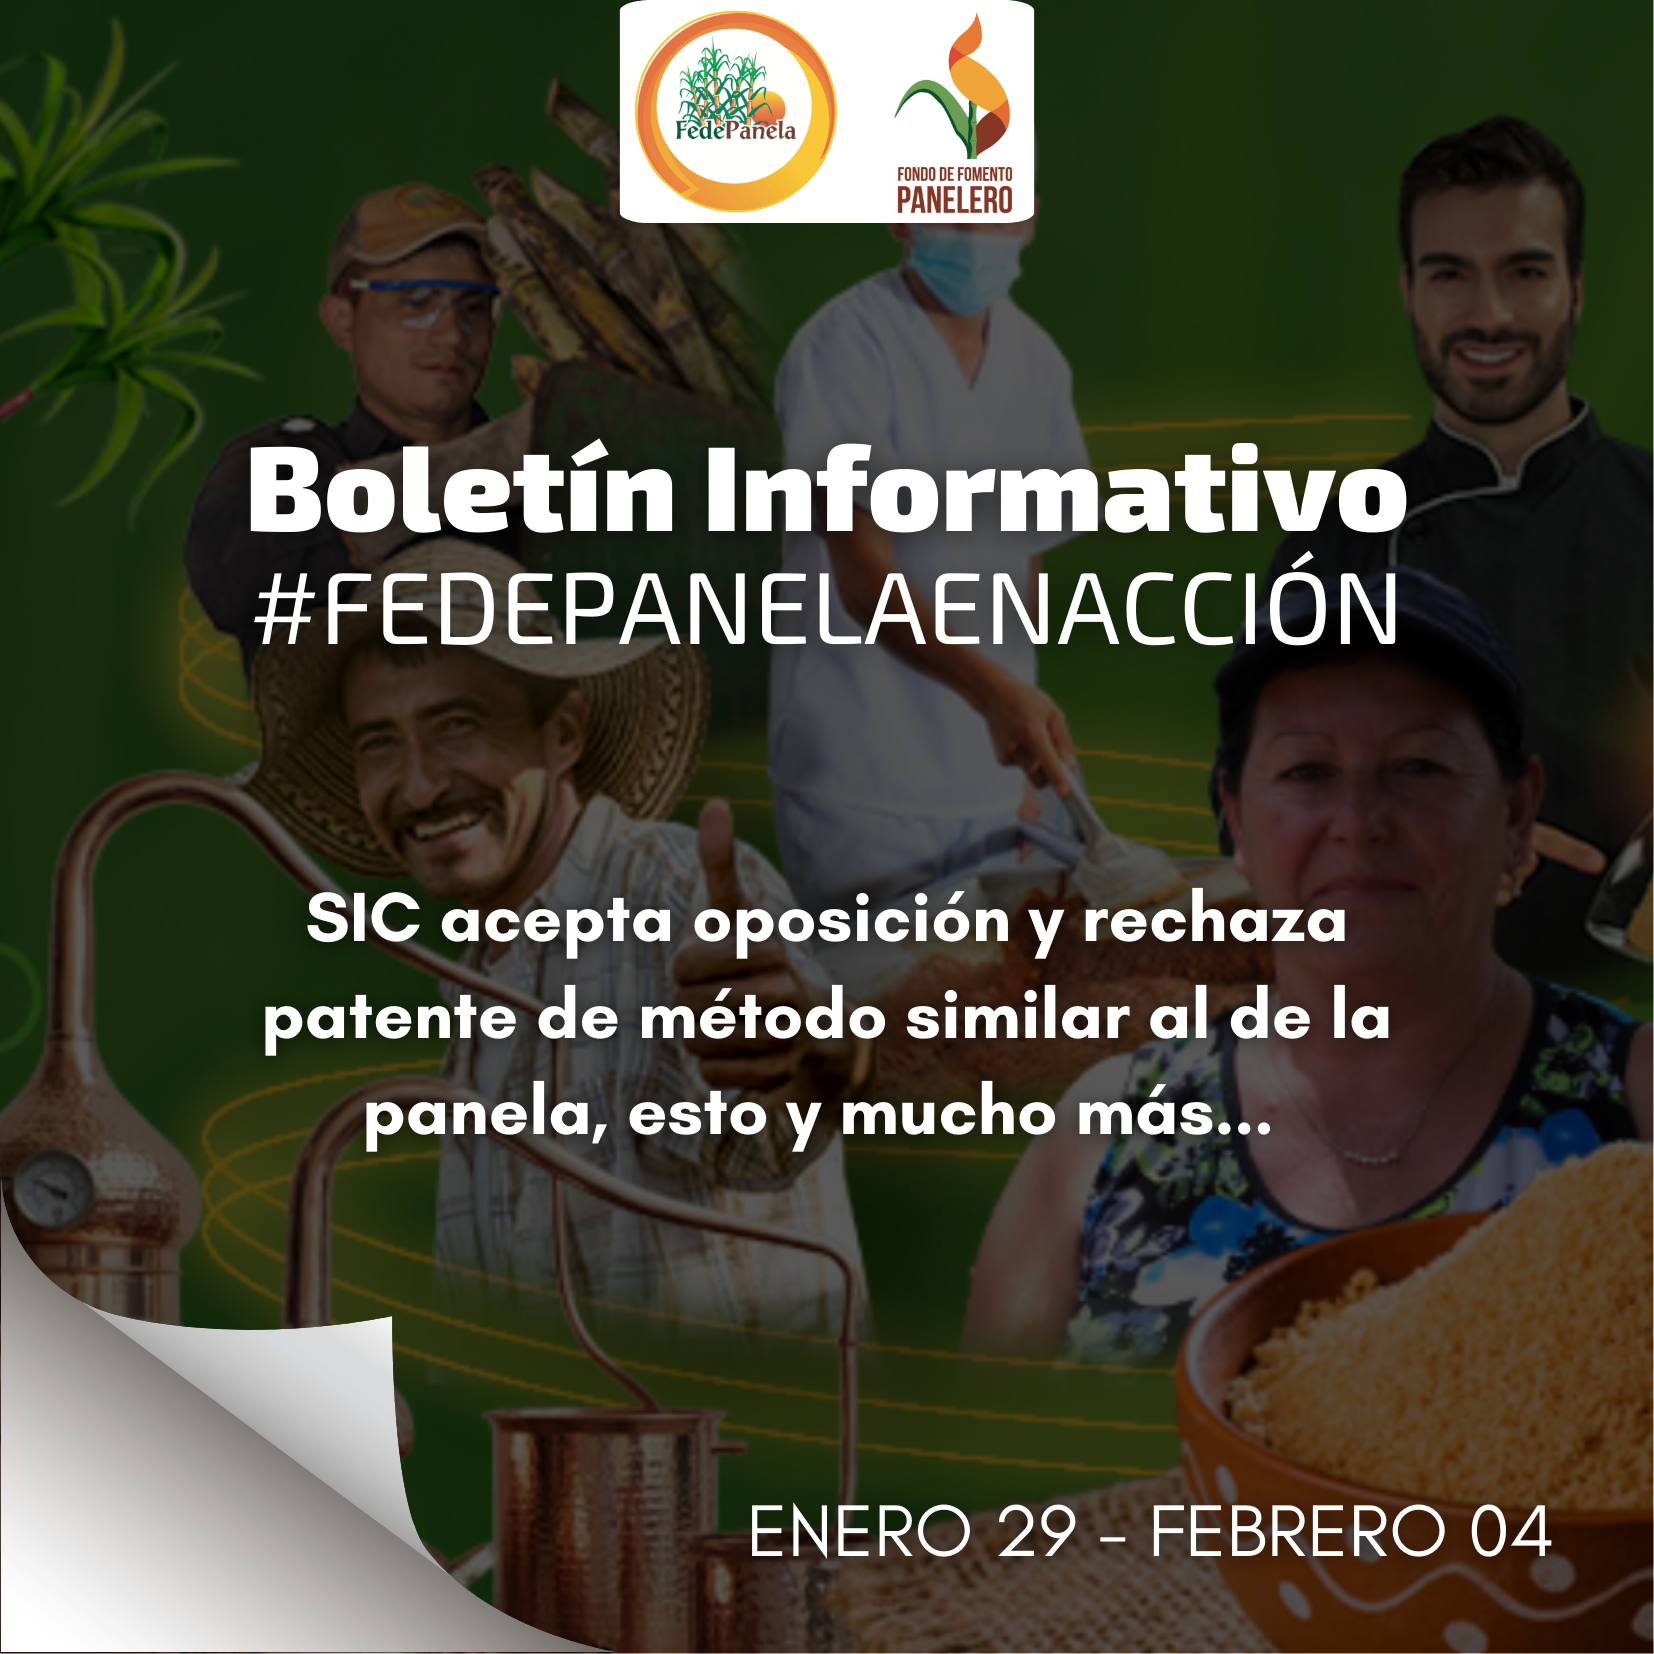 FedePanela
FONDO DE FOMENTO
PANELERO
Boletín Informativo
#FEDEPANELAENACCIÓN
SIC acepta oposición y rechaza
patente de método similar al de la
panela, esto y mucho más...
ENERO 29 - FEBRERO 04